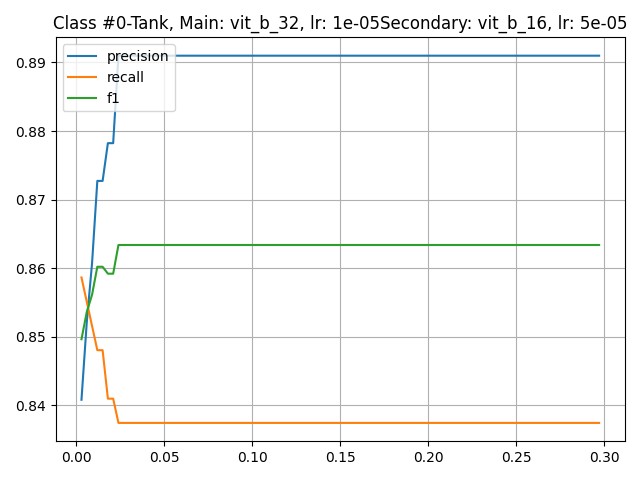 Class #0-Tank, Main: vit_b_32, lr: 1e-05Secondary: vit_b_16, lr: 5e-05
precision
recall
f1
0.89
0.88
0.87
0.86
0.85
0.84
0.00 0.05 0.10 0.15 0.20 0.25 0.30